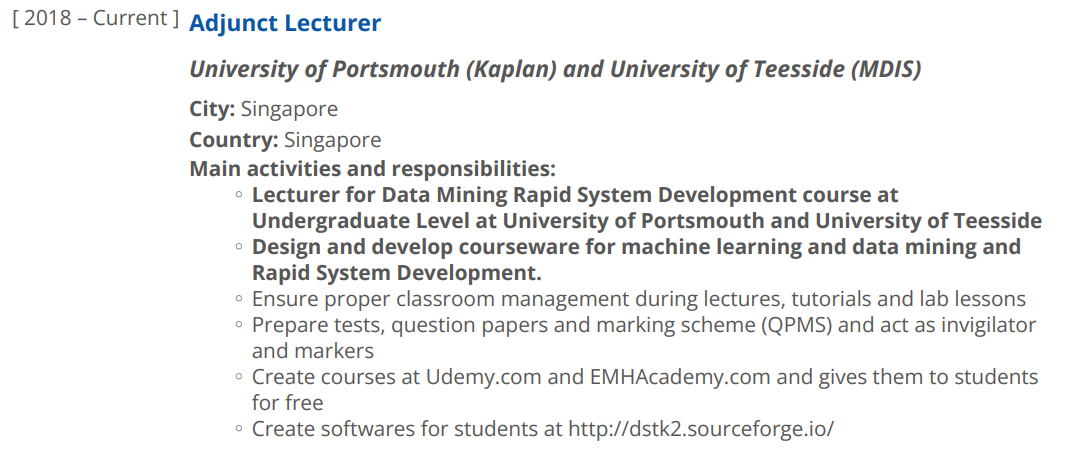 [ 2018 – Current ] Adjunct Lecturer
University of Portsmouth (Kaplan) and University of Teesside (MDIS)
City: Singapore
Country: Singapore
Main activities and responsibilities:
◦ Lecturer for Data Mining Rapid System Development course at
Undergraduate Level at University of Portsmouth and University of Teesside
◦ Design and develop courseware for machine learning and data mining and
Rapid System Development.
◦ Ensure proper classroom management during lectures, tutorials and lab lessons
◦ Prepare tests, question papers and marking scheme (QPMS) and act as invigilator
and markers
◦ Create courses at Udemy.com and EMHAcademy.com and gives them to students
for free
◦ Create softwares for students at http://dstk2.sourceforge.io/